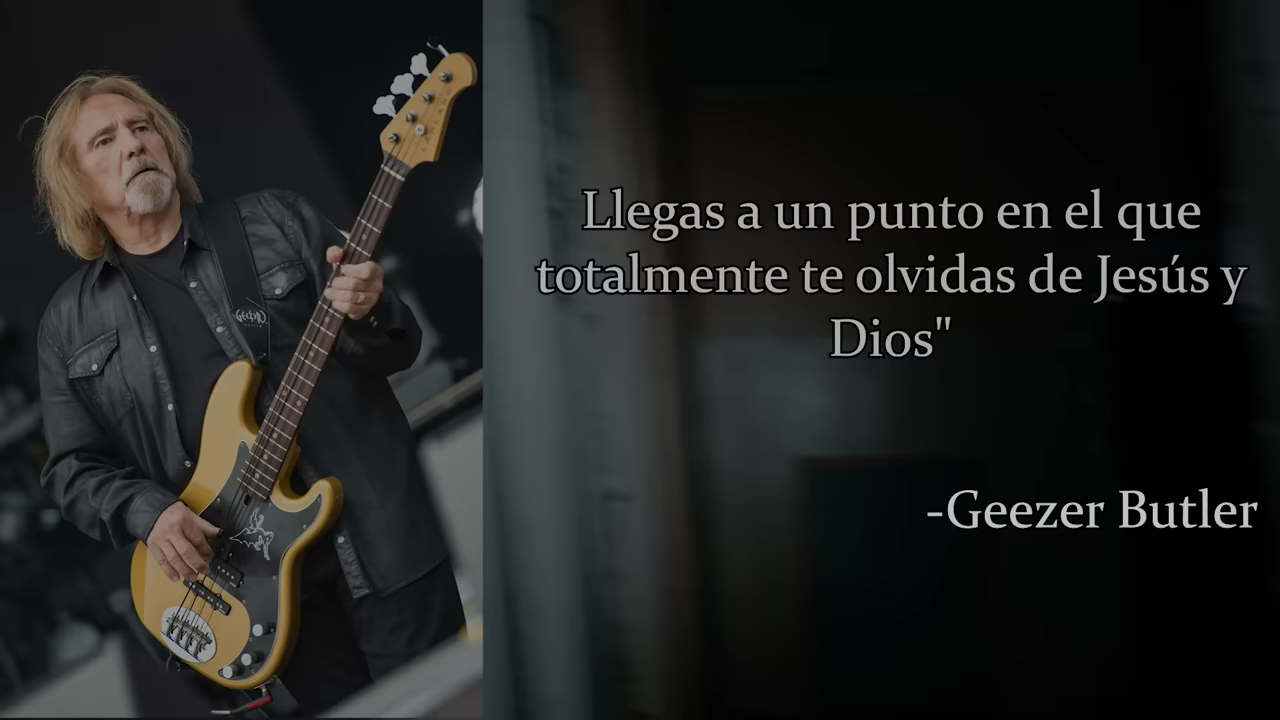 Llegas a un punto en el que
totalmente te olvidas de Jesús y
Dios"
-Geezer Butler